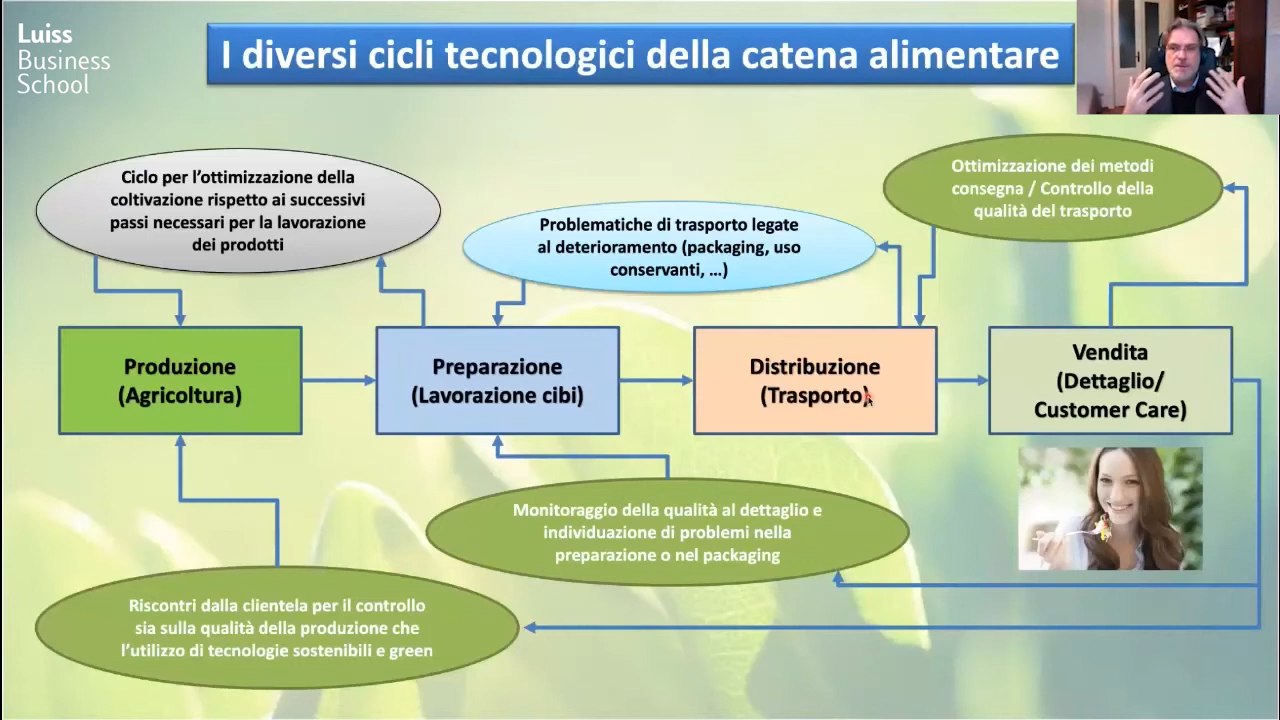 Luiss
Business
School
I diversi cicli tecnologici della catena alimentare
Ciclo per l'ottimizzazione della
coltivazione rispetto ai successivi
passi necessari per la lavorazione
dei prodotti
Problematiche di trasporto legate
al deterioramento (packaging, uso
conservanti, ...)
Ottimizzazione dei metodi
consegna / Controllo della
qualità del trasporto
Produzione
(Agricoltura)
Preparazione
(Lavorazione cibi)
Distribuzione
(Trasporto)
Vendita
(Dettaglio/
Customer Care)
Monitoraggio della qualità al dettaglio e
individuazione di problemi nella
preparazione o nel packaging
Riscontri dalla clientela per il controllo
sia sulla qualità della produzione che
l'utilizzo di tecnologie sostenibili e green